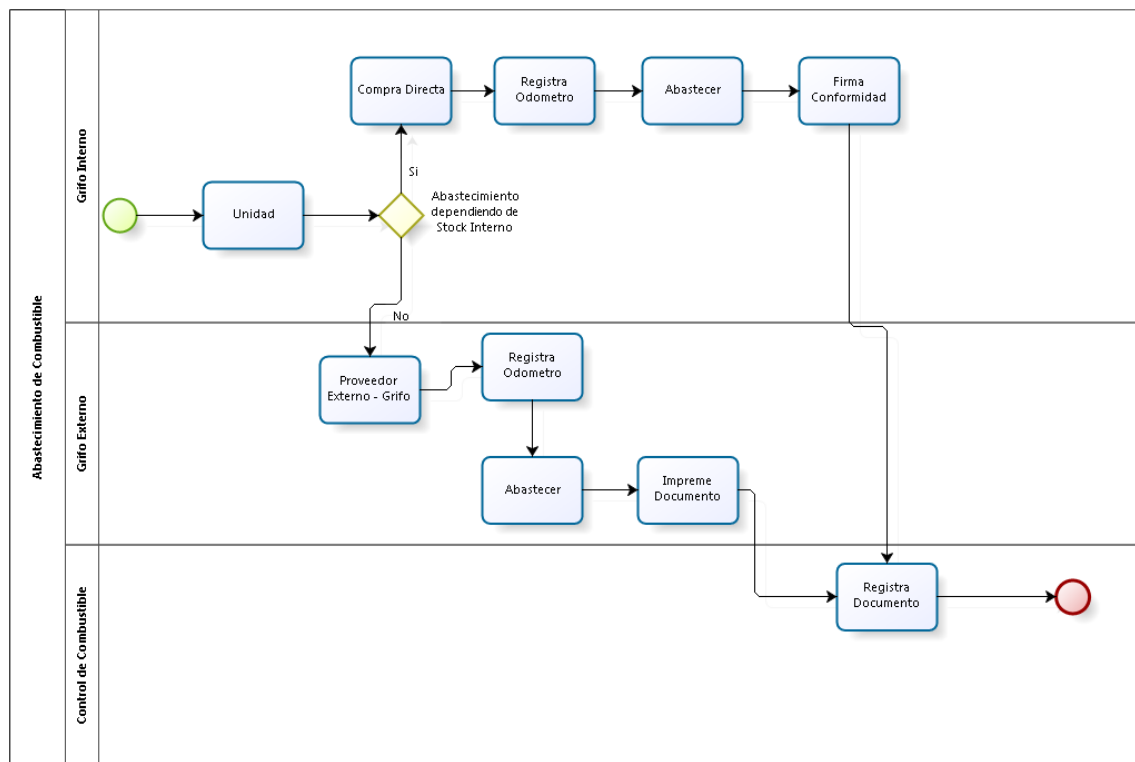 Abastecimiento de Combustible
Grifo Interno
Compra Directa
Registra
Odometro
Abastecer
Firma
Conformidad
Si
Unidad
Abastecimiento
dependiendo de
Stock Interno
No
Grifo Externo
Proveedor
Externo - Grifo
Registra
Odometro
Abastecer
Impreme
Documento
Control de Combustible
Registra
Documento